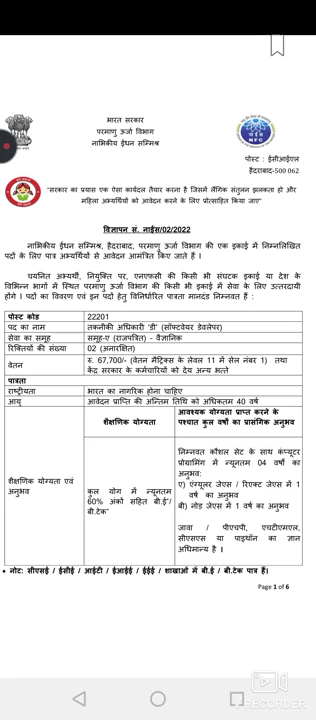 भारत सरकार
परमाणु ऊर्जा विभाग
नाभिकीय ईंधन सम्मिश्र
NFC
पोस्ट : ईसीआईएल
हैदराबाद-500 062
"सरकार का प्रयास एक ऐसा कार्यदल तैयार करना है जिसमें लैंगिक संतुलन झलकता हो और
महिला अभ्यर्थियों को आवेदन करने के लिए प्रोत्साहित किया जाए"
विज्ञापन सं. नाईस/02/2022
नाभिकीय ईंधन सम्मिश्र, हैदराबाद, परमाणु ऊर्जा विभाग की एक इकाई में निम्नलिखित
पदों के लिए पात्र अभ्यर्थियों से आवेदन आमंत्रित किए जाते हैं ।
चयनित अभ्यर्थी, नियुक्ति पर, एनएफसी की किसी भी संघटक इकाई या देश के
विभिन्न भागों में स्थित परमाणु ऊर्जा विभाग की किसी भी इकाई में सेवा के लिए उत्तरदायी
होंगे । पदों का विवरण एवं इन पदों हेतु विनिर्धारित पात्रता मानदंड निम्नवत हैं :
पोस्ट कोड 22201
पद का नाम तकनीकी अधिकारी 'डी' (सॉफ्टवेयर डेवलेपर)
सेवा का समूह समूह-ए (राजपत्रित) - वैज्ञानिक
रिक्तियों की संख्या 02 (अनारक्षित)
वेतन रु. 67,700/- (वेतन मैट्रिक्स के लेवल 11 में सेल नंबर 1) तथा
केंद्र सरकार के कर्मचारियों को देय अन्य भत्ते
पात्रता
राष्ट्रीयता भारत का नागरिक होना चाहिए
आयु आवेदन प्राप्ति की अन्तिम तिथि को अधिकतम 40 वर्ष
शैक्षणिक योग्यता एवं
अनुभव
शैक्षणिक योग्यता
कुल योग में न्यूनतम
60% अंकों सहित बी.ई*/
बी.टेक*
आवश्यक योग्यता प्राप्त करने के
पश्चात कुल वर्षों का प्रासंगिक अनुभव
निम्नवत कौशल सेट के साथ कंप्यूटर
प्रोग्रामिंग में न्यूनतम 04 वर्षों का
अनुभव:
ए) एंग्यूलर जेएस / रिएक्ट जेएस में 1
वर्ष का अनुभव
बी) नोड जेएस में 1 वर्ष का अनुभव
जावा / पीएचपी, एचटीएमएल,
सीएसएस या पाइथॉन का ज्ञान
अधिमान्य है ।
• नोट: सीएसई / ईसीई / आईटी / ईआईई / ईईई / शाखाओं में बी.ई / बी.टेक पात्र हैं।
Page 1 of 6
RECORDER